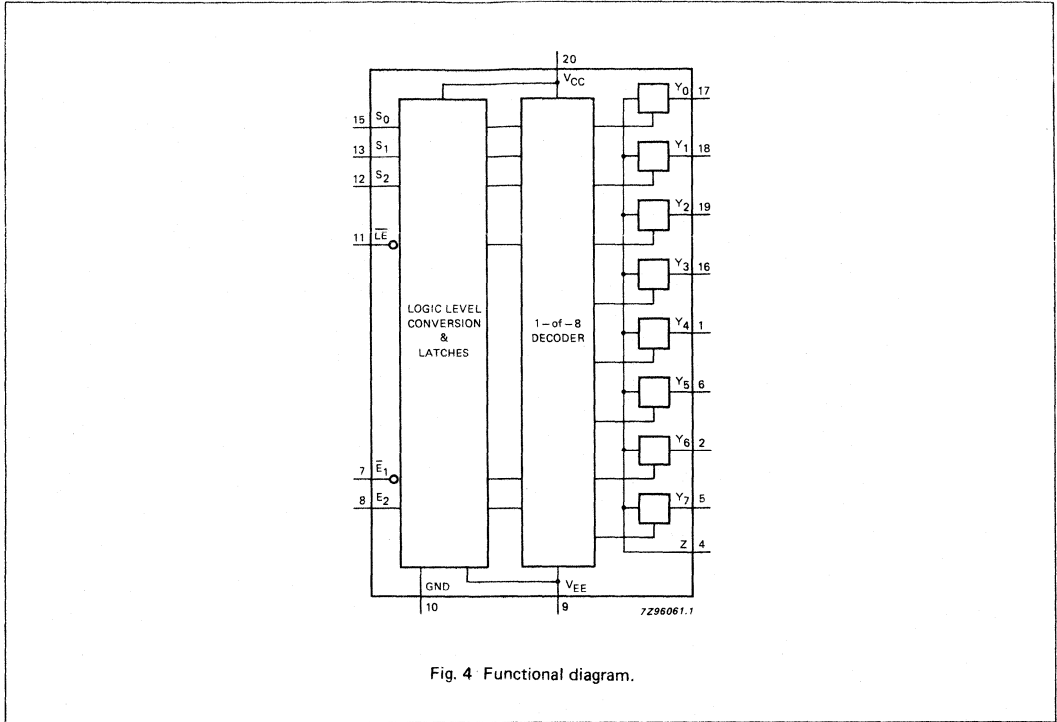 20
VCC
Y0 17
15 S0
13 S1
Y1 18
12 S2
Y2 19
11 LE
Y3 16
LOGIC LEVEL
CONVERSION
&
LATCHES
1-of-8
DECODER
Y4 1
Y5 6
Y6 2
7 E1
8 E2
Y7 5
Z 4
GND
VEE
10
9
7Z96061.1
Fig. 4 Functional diagram.